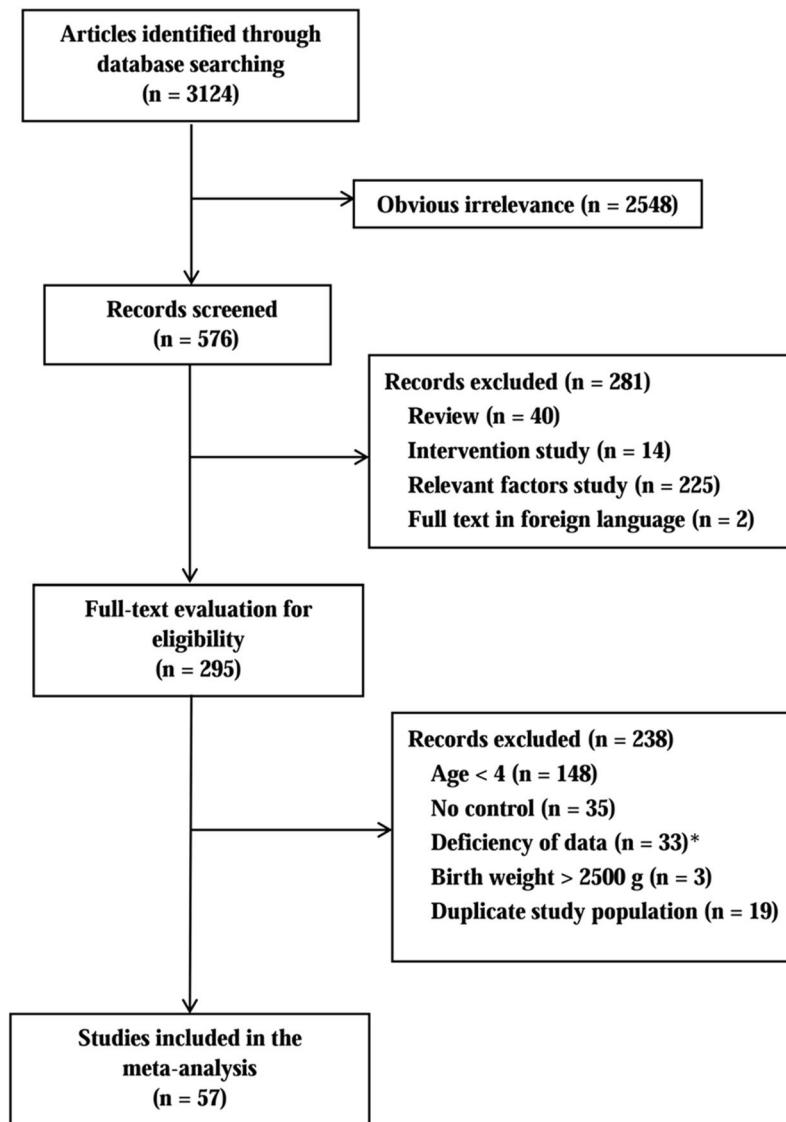 Articles identified through
database searching
(n = 3124)
Obvious irrelevance (n = 2548)
Records screened
(n = 576)
Records excluded (n = 281)
Review (n = 40)
Intervention study (n = 14)
Relevant factors study (n = 225)
Full text in foreign language (n = 2)
Full-text evaluation for
eligibility
(n = 295)
Records excluded (n = 238)
Age < 4 (n = 148)
No control (n = 35)
Deficiency of data (n = 33)*
Birth weight > 2500 g (n = 3)
Duplicate study population (n = 19)
Studies included in the
meta-analysis
(n = 57)